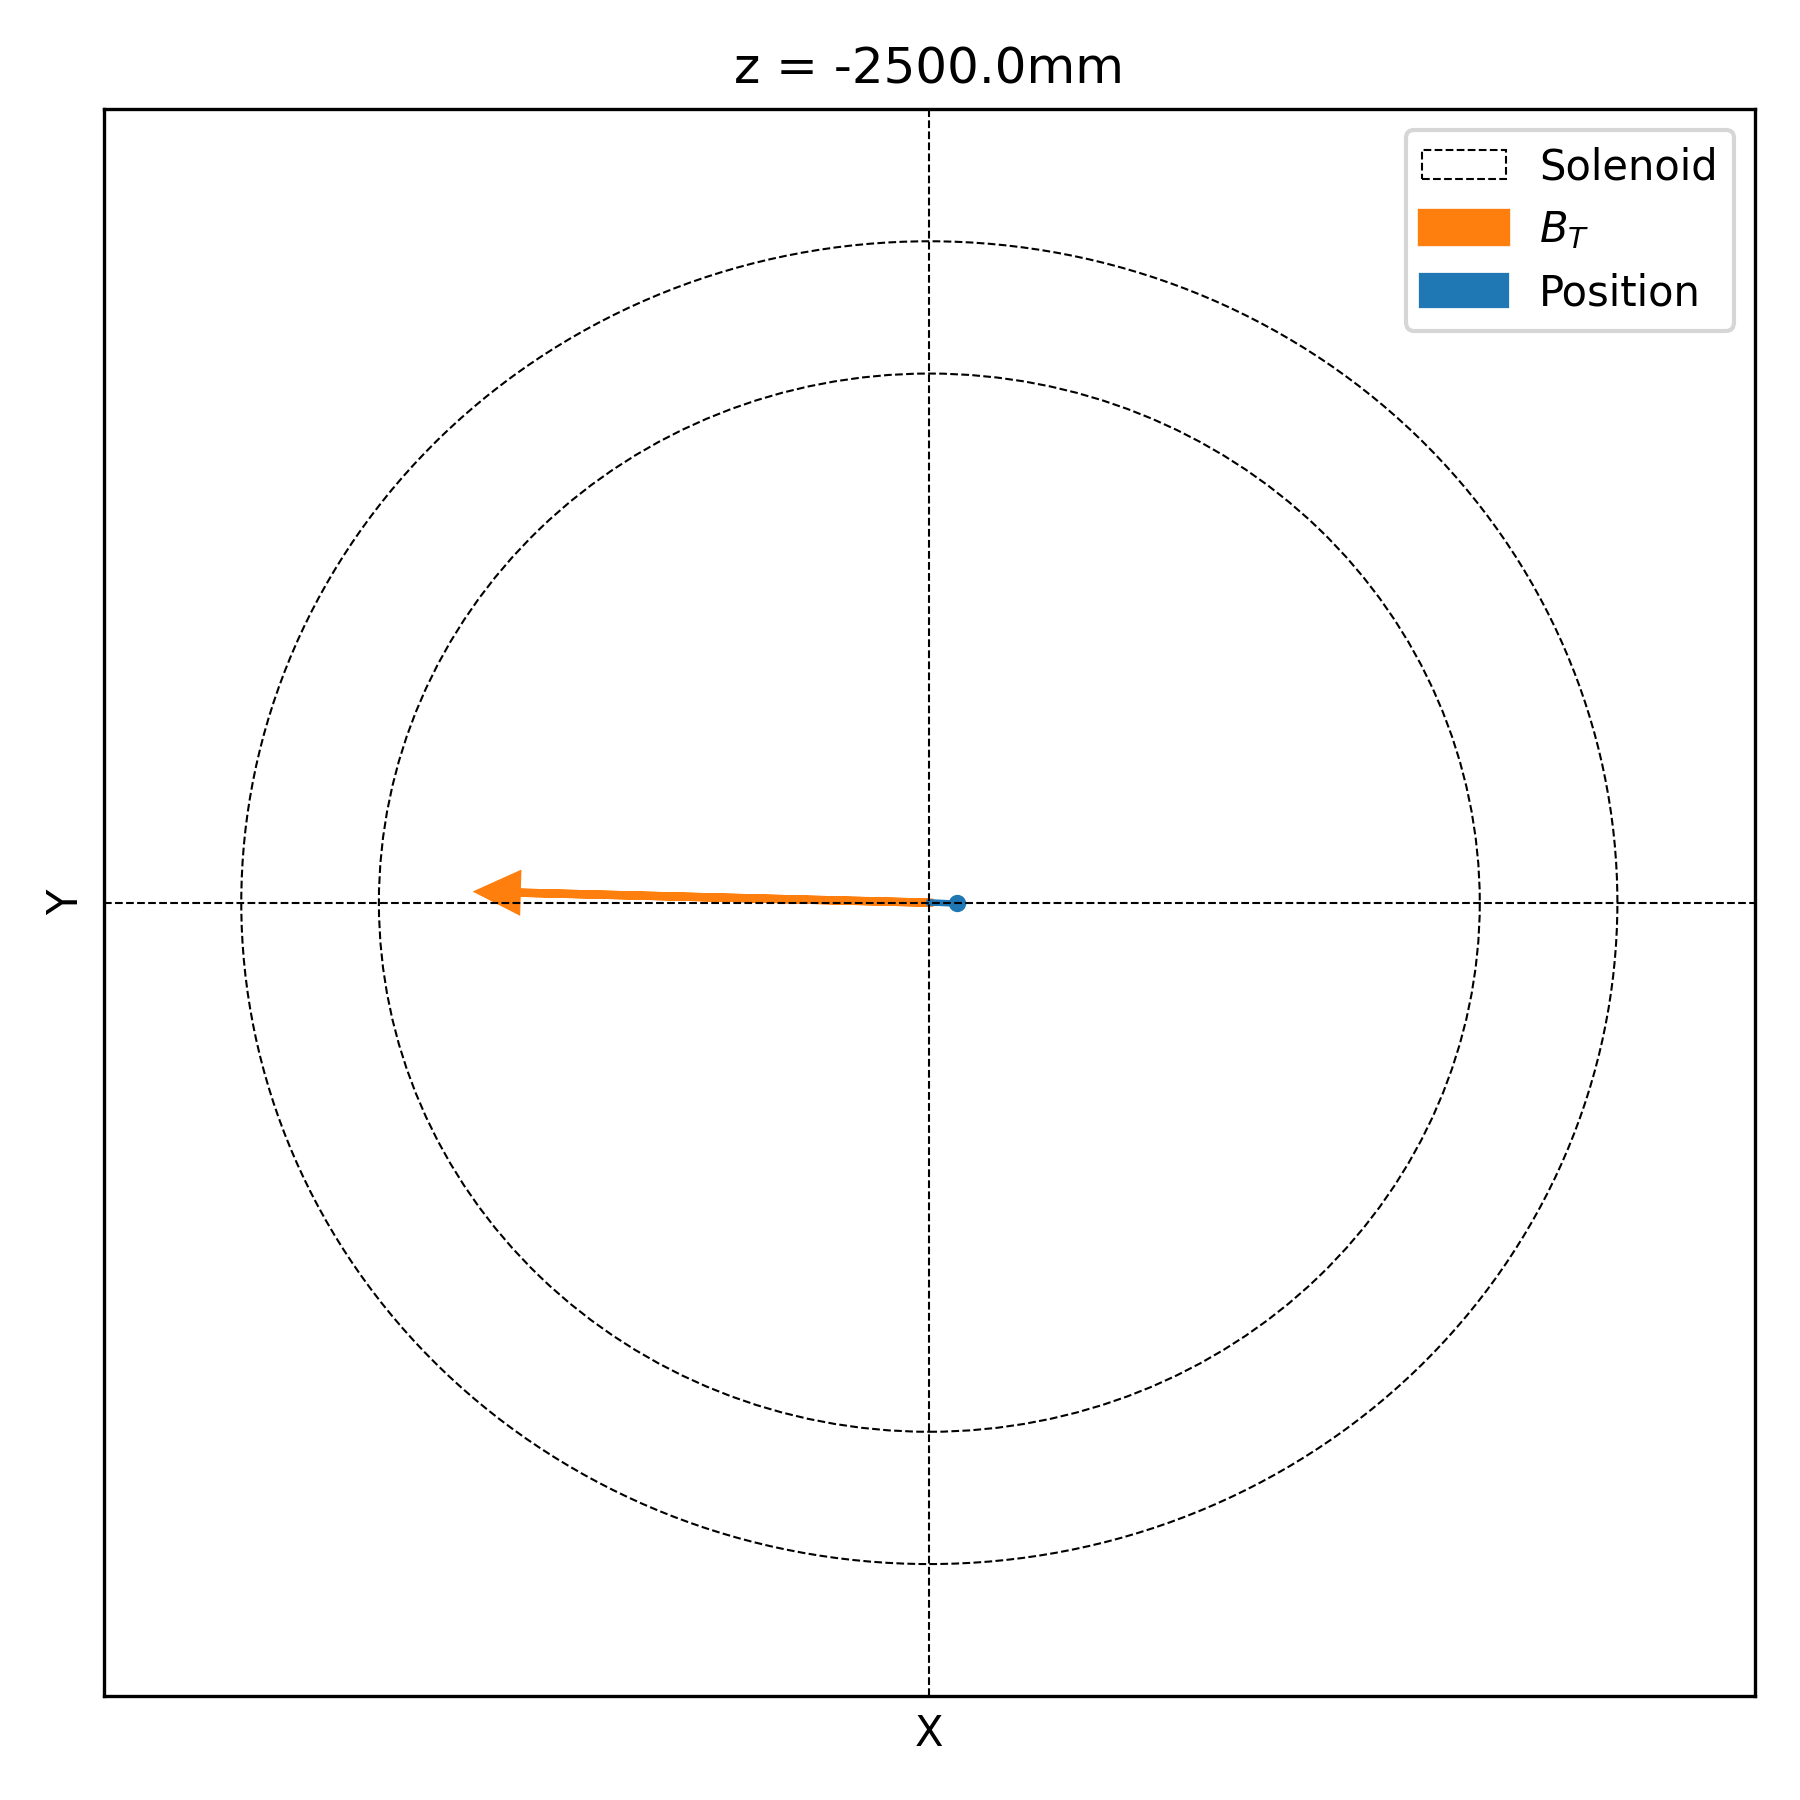 z = -2500.0mm
Solenoid
B_T
Position
Y
X